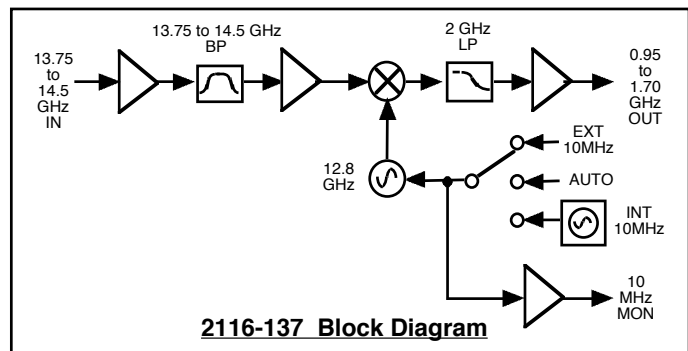 13.75 to 14.5 GHz
BP
2 GHz
LP
13.75
to
14.5
GHz
IN
0.95
to
1.70
GHz
OUT
12.8
GHz
EXT
10MHz
AUTO
INT
10MHz
10
MHz
MON
2116-137 Block Diagram